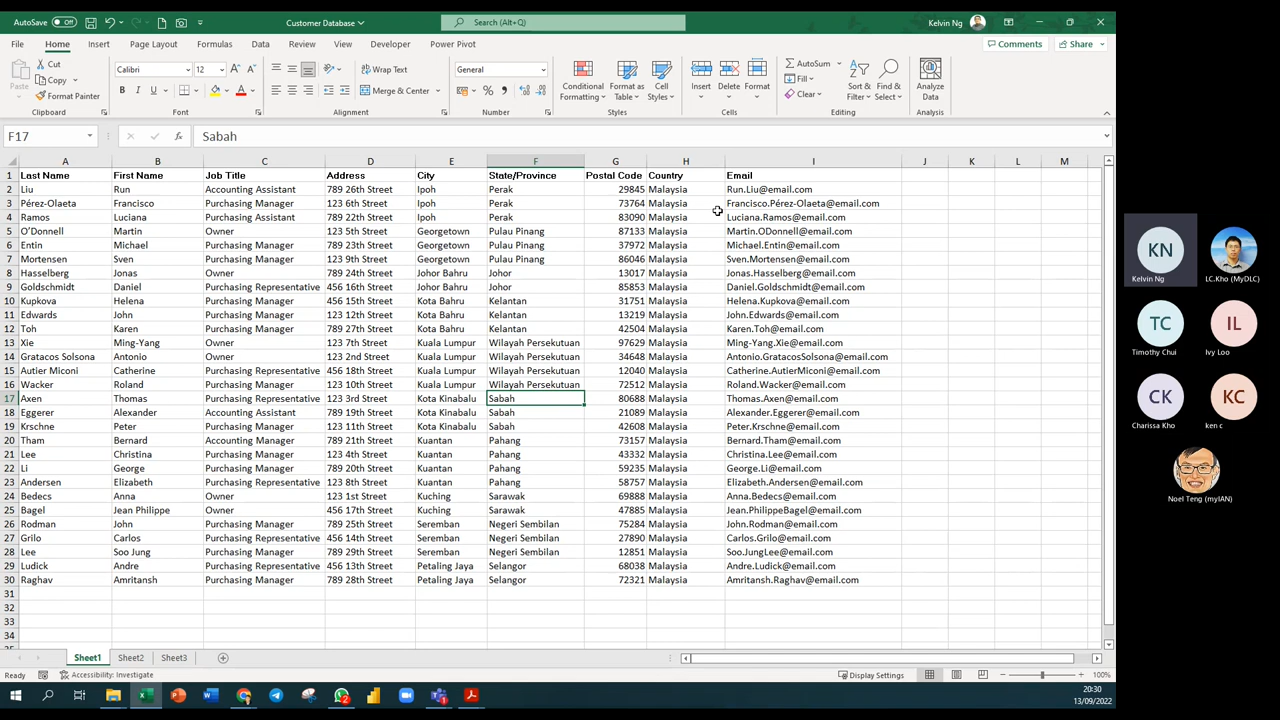 AutoSave Off Customer Database Search (Alt+Q) Kelvin Ng
File Home Insert Page Layout Formulas Data Review View Developer Power Pivot Comments Share
Cut
Copy
Format Painter
Paste
Clipboard
Calibri 12
B I U
Font
Wrap Text
Merge & Center
Alignment
General
Number
Conditional Formatting
Format as Table
Cell Styles
Styles
Insert Delete Format
Cells
AutoSum
Fill
Clear
Sort & Filter
Find & Select
Editing
Analyze Data
Analysis
F17 fx Sabah
A B C D E F G H I J K L M
1 Last Name First Name Job Title Address City State/Province Postal Code Country Email
2 Liu Run Accounting Assistant 789 26th Street Ipoh Perak 29845 Malaysia Run.Liu@email.com
3 Pérez-Olaeta Francisco Purchasing Manager 123 6th Street Ipoh Perak 73764 Malaysia Francisco.Pérez-Olaeta@email.com
4 Ramos Luciana Purchasing Assistant 789 22th Street Ipoh Perak 83090 Malaysia Luciana.Ramos@email.com
5 O'Donnell Martin Owner 123 5th Street Georgetown Pulau Pinang 87133 Malaysia Martin.ODonnell@email.com
6 Entin Michael Purchasing Manager 789 23th Street Georgetown Pulau Pinang 37972 Malaysia Michael.Entin@email.com
7 Mortensen Sven Purchasing Manager 123 9th Street Georgetown Pulau Pinang 86046 Malaysia Sven.Mortensen@email.com
8 Hasselberg Jonas Owner 789 24th Street Johor Bahru Johor 13017 Malaysia Jonas.Hasselberg@email.com
9 Goldschmidt Daniel Purchasing Representative 456 16th Street Johor Bahru Johor 85853 Malaysia Daniel.Goldschmidt@email.com
10 Kupkova Helena Purchasing Manager 456 15th Street Kota Bahru Kelantan 31751 Malaysia Helena.Kupkova@email.com
11 Edwards John Purchasing Manager 123 12th Street Kota Bahru Kelantan 13219 Malaysia John.Edwards@email.com
12 Toh Karen Purchasing Manager 789 27th Street Kota Bahru Kelantan 42504 Malaysia Karen.Toh@email.com
13 Xie Ming-Yang Owner 123 7th Street Kuala Lumpur Wilayah Persekutuan 97629 Malaysia Ming-Yang.Xie@email.com
14 Gratacos Solsona Antonio Owner 123 2nd Street Kuala Lumpur Wilayah Persekutuan 34648 Malaysia Antonio.GratacosSolsona@email.com
15 Autier Miconi Catherine Purchasing Representative 456 18th Street Kuala Lumpur Wilayah Persekutuan 12040 Malaysia Catherine.AutierMiconi@email.com
16 Wacker Roland Purchasing Manager 123 10th Street Kuala Lumpur Wilayah Persekutuan 72512 Malaysia Roland.Wacker@email.com
17 Axen Thomas Purchasing Representative 123 3rd Street Kota Kinabalu Sabah 80688 Malaysia Thomas.Axen@email.com
18 Eggerer Alexander Accounting Assistant 789 19th Street Kota Kinabalu Sabah 21089 Malaysia Alexander.Eggerer@email.com
19 Krschne Peter Purchasing Manager 123 11th Street Kota Kinabalu Sabah 42608 Malaysia Peter.Krschne@email.com
20 Tham Bernard Accounting Manager 789 21th Street Kuantan Pahang 73157 Malaysia Bernard.Tham@email.com
21 Lee Christina Purchasing Manager 123 4th Street Kuantan Pahang 43332 Malaysia Christina.Lee@email.com
22 Li George Purchasing Manager 789 20th Street Kuantan Pahang 59235 Malaysia George.Li@email.com
23 Andersen Elizabeth Purchasing Representative 123 8th Street Kuantan Pahang 58757 Malaysia Elizabeth.Andersen@email.com
24 Bedecs Anna Owner 123 1st Street Kuching Sarawak 69888 Malaysia Anna.Bedecs@email.com
25 Bagel Jean Philippe Owner 456 17th Street Kuching Sarawak 47885 Malaysia Jean.PhilippeBagel@email.com
26 Rodman John Purchasing Manager 789 25th Street Seremban Negeri Sembilan 75284 Malaysia John.Rodman@email.com
27 Grilo Carlos Purchasing Representative 456 14th Street Seremban Negeri Sembilan 27890 Malaysia Carlos.Grilo@email.com
28 Lee Soo Jung Purchasing Manager 789 29th Street Seremban Negeri Sembilan 12851 Malaysia Soo.JungLee@email.com
29 Ludick Andre Purchasing Representative 456 13th Street Petaling Jaya Selangor 68038 Malaysia Andre.Ludick@email.com
30 Raghav Amritansh Purchasing Manager 789 28th Street Petaling Jaya Selangor 72321 Malaysia Amritansh.Raghav@email.com
31
32
33
34
Sheet1 Sheet2 Sheet3
Ready Accessibility: Investigate Display Settings 100%
20:30
13/09/2022
KN
Kelvin Ng LC.Kho (MyDLC)
TC IL
Timothy Chui Ivy Loo
CK KC
Charissa Kho ken c
Noel Teng (myIAN)